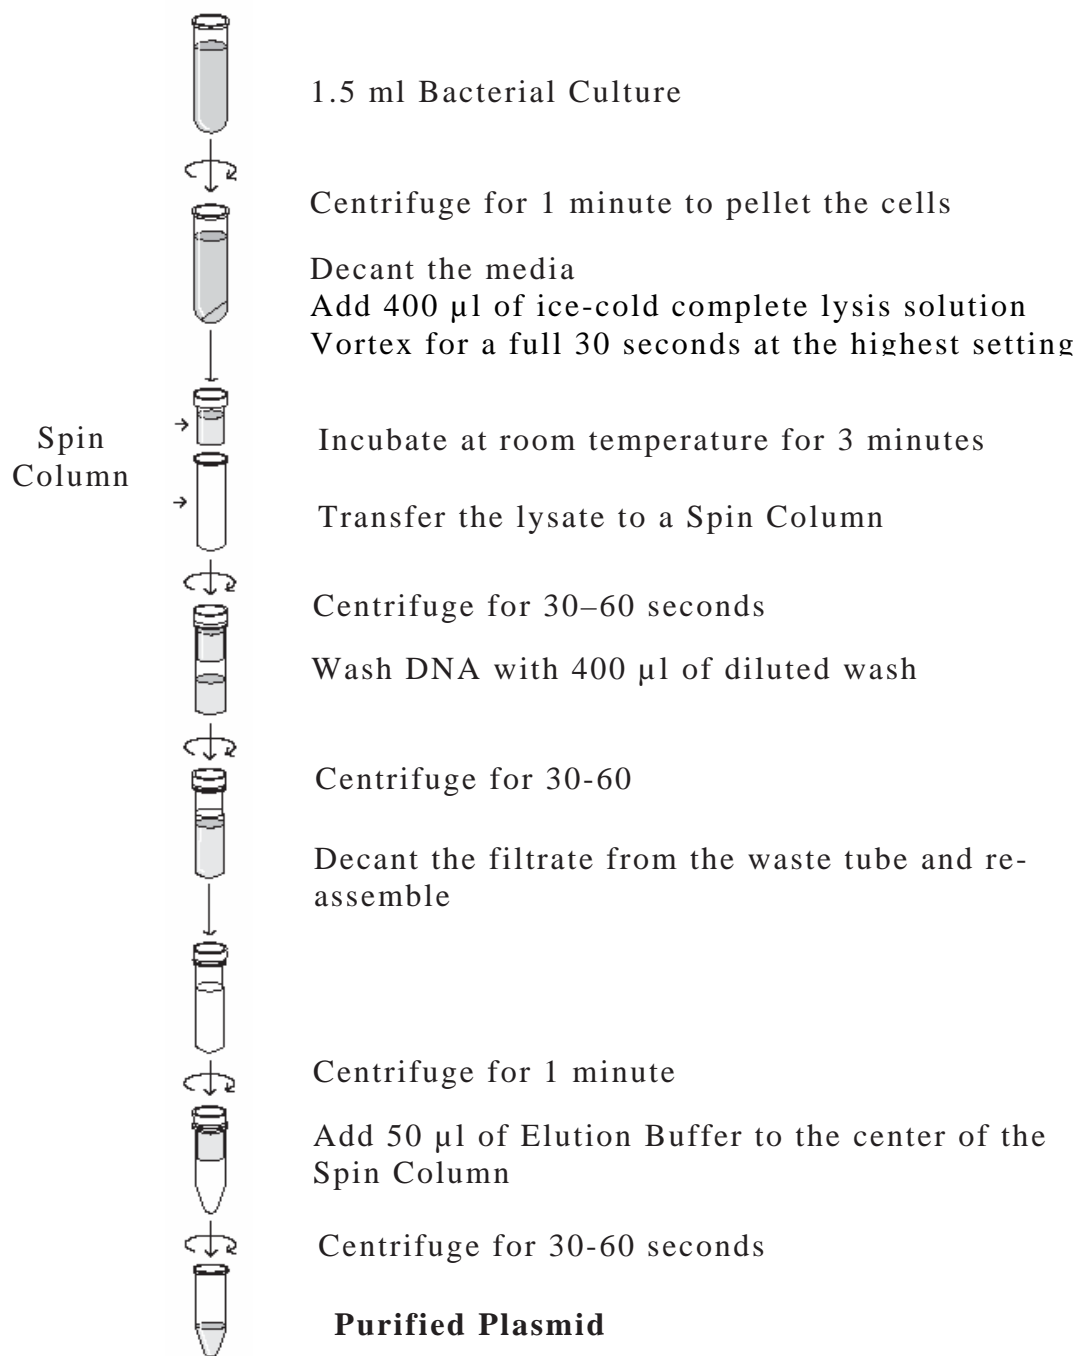 1.5 ml Bacterial Culture
Centrifuge for 1 minute to pellet the cells
Decant the media
Add 400 µl of ice-cold complete lysis solution
Vortex for a full 30 seconds at the highest setting
Spin
Column
Incubate at room temperature for 3 minutes
Transfer the lysate to a Spin Column
Centrifuge for 30–60 seconds
Wash DNA with 400 µl of diluted wash
Centrifuge for 30-60
Decant the filtrate from the waste tube and re-
assemble
Centrifuge for 1 minute
Add 50 µl of Elution Buffer to the center of the
Spin Column
Centrifuge for 30-60 seconds
Purified Plasmid